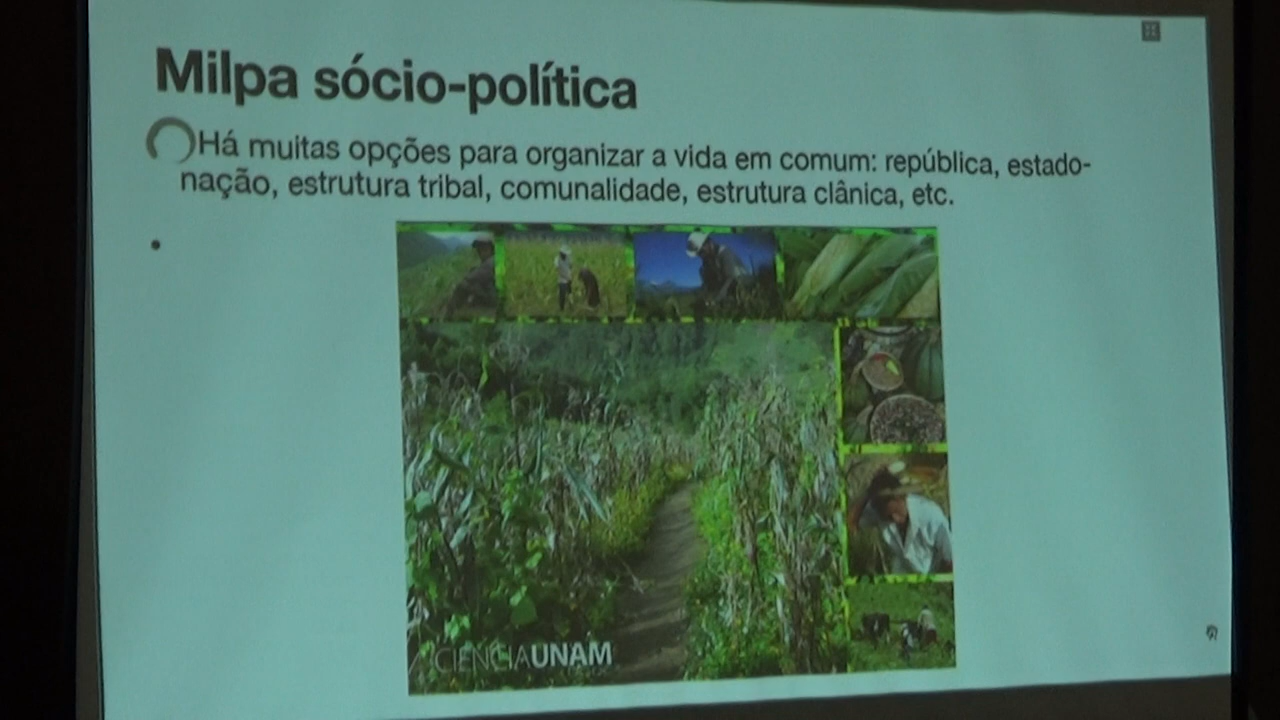 Milpa sócio-política
Há muitas opções para organizar a vida em comum: república, estado-
nação, estrutura tribal, comunalidade, estrutura clânica, etc.
CIENCIAUNAM